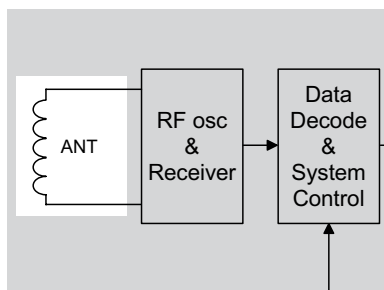 ANT
RF osc
&
Receiver
Data
Decode
&
System
Control